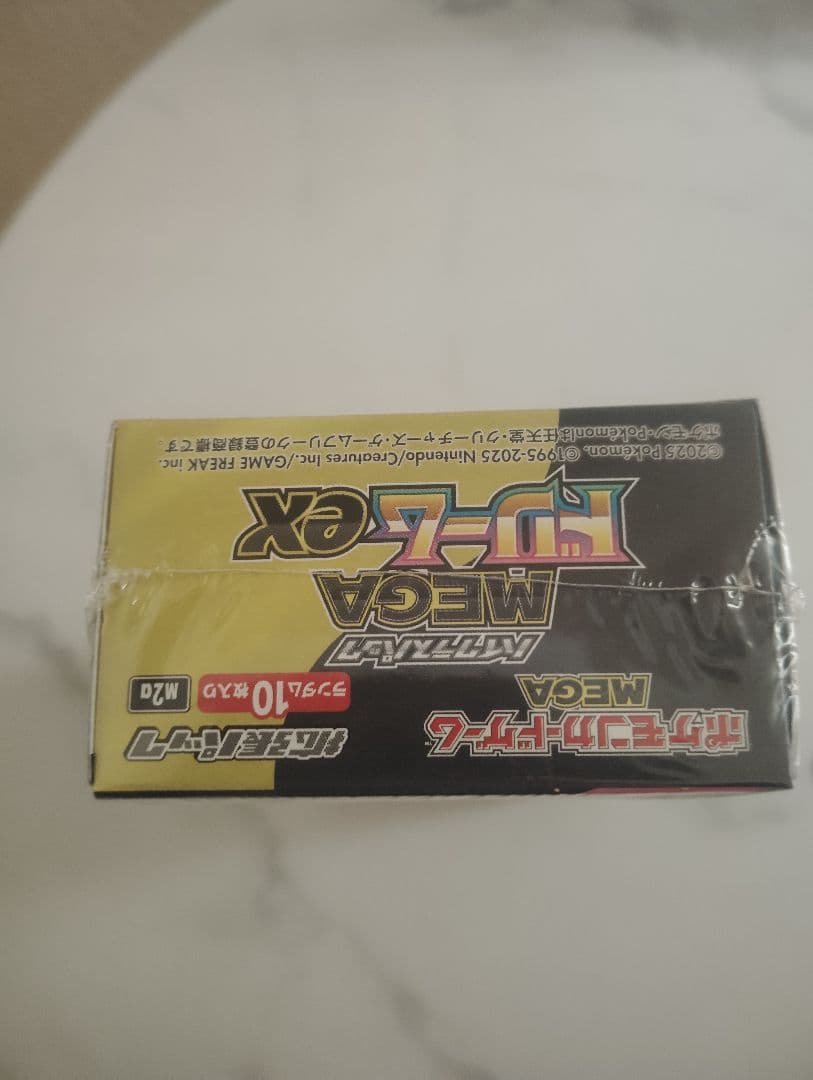 ポケモンカードゲーム™
MEGA
拡張パック
ランダム10枚入り
M2a
ハイクラスパック
MEGA
ドリームex
©2025 Pokémon. ©1995-2025 Nintendo/Creatures Inc./GAME FREAK inc.
ポケモン・Pokémonは任天堂・クリーチャーズ・ゲームフリークの登録商標です。